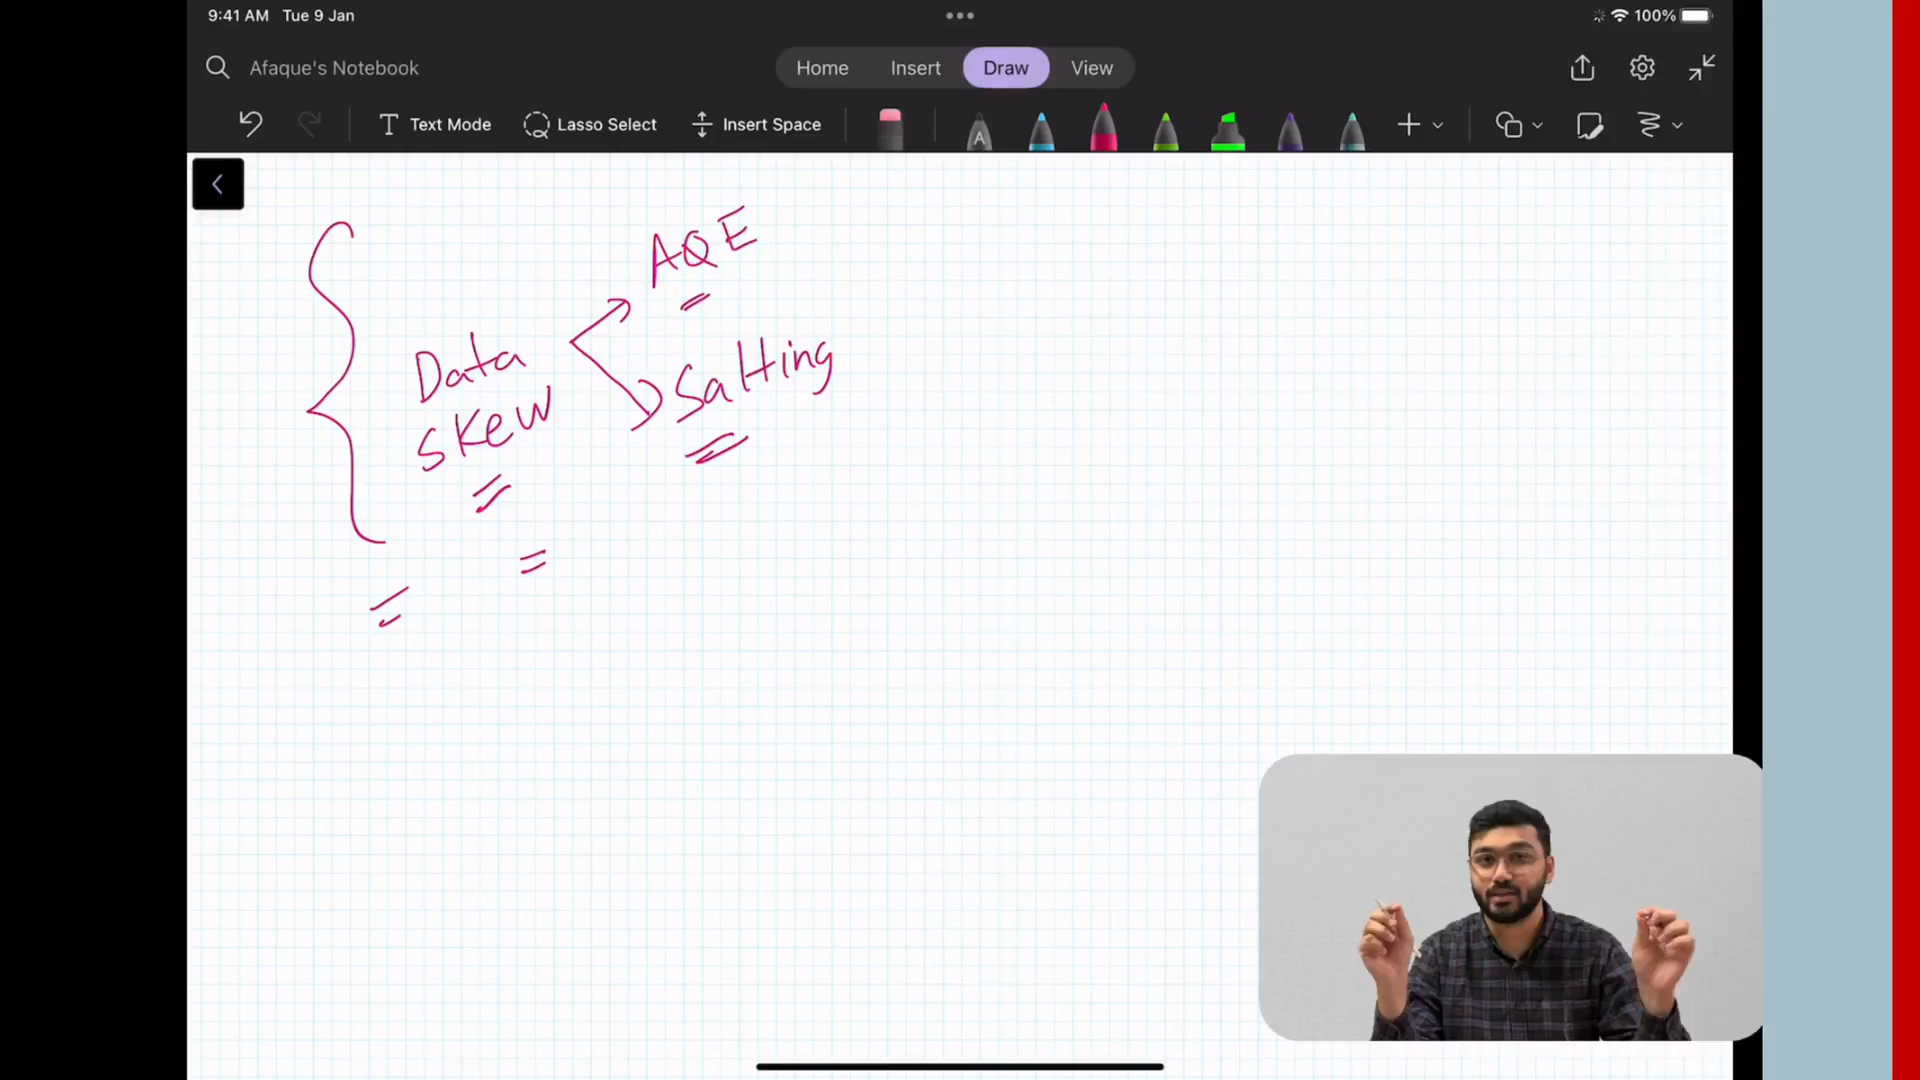 9:41 AM Tue 9 Jan
100%
Afaque's Notebook
Home Insert Draw View
Text Mode Lasso Select Insert Space
A
AQE
Data
skew
Salting